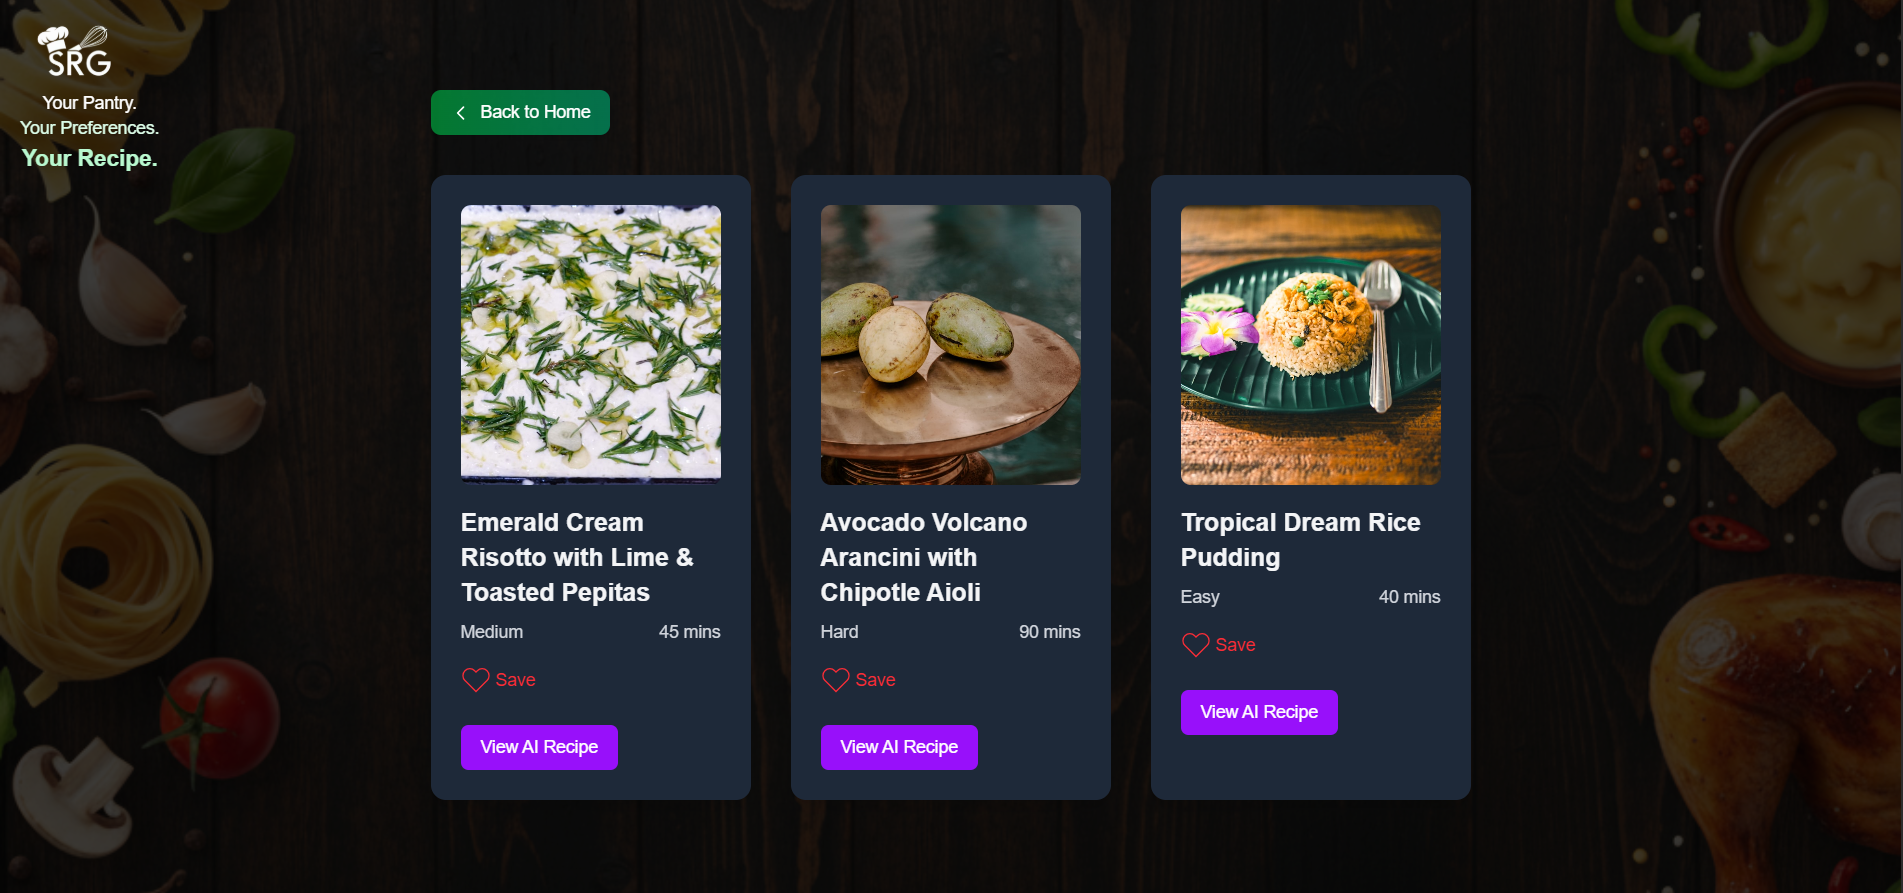 SRG
Your Pantry.
Your Preferences.
Your Recipe.
Back to Home
Emerald Cream
Risotto with Lime &
Toasted Pepitas
Medium
45 mins
Save
View AI Recipe
Avocado Volcano
Arancini with
Chipotle Aioli
Hard
90 mins
Save
View AI Recipe
Tropical Dream Rice
Pudding
Easy
40 mins
Save
View AI Recipe